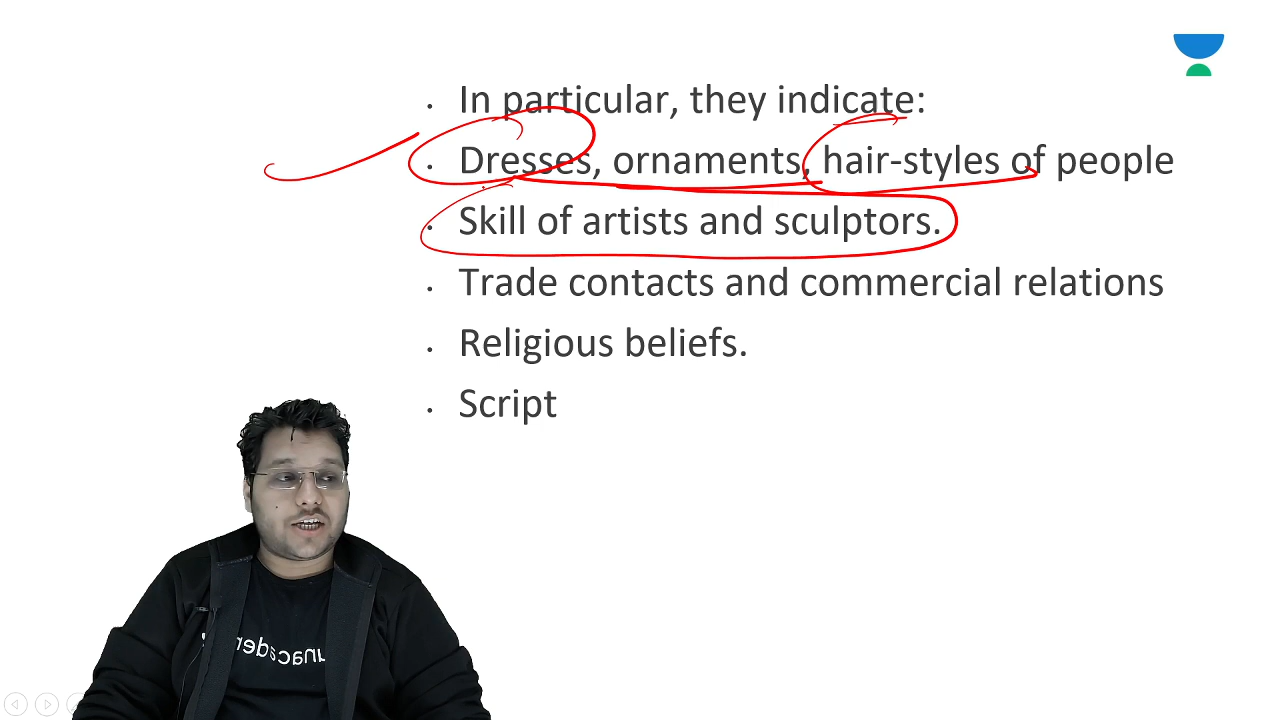 In particular, they indicate:
Dresses, ornaments, hair-styles of people
Skill of artists and sculptors.
Trade contacts and commercial relations
Religious beliefs.
Script